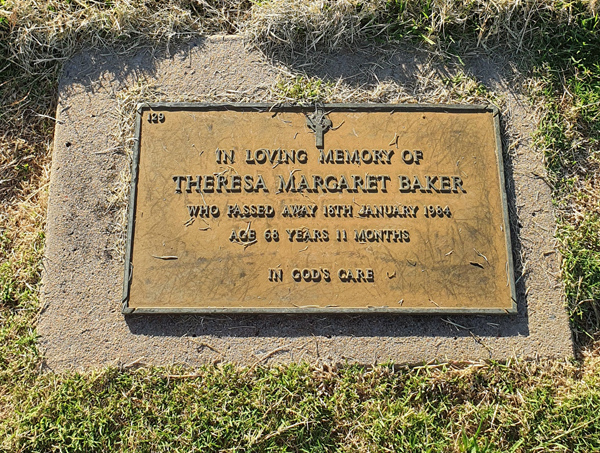 129
IN LOVING MEMORY OF
THERESA MARGARET BAKER
WHO PASSED AWAY 18TH JANUARY 1984
AGE 68 YEARS 11 MONTHS
IN GOD'S CARE